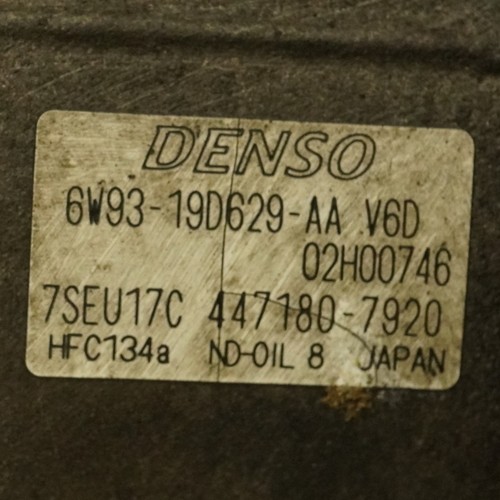 DENSO
6W93-19D629-AA V6D
02H00746
7SEU17C 447180-7920
HFC134a ND-OIL 8 JAPAN